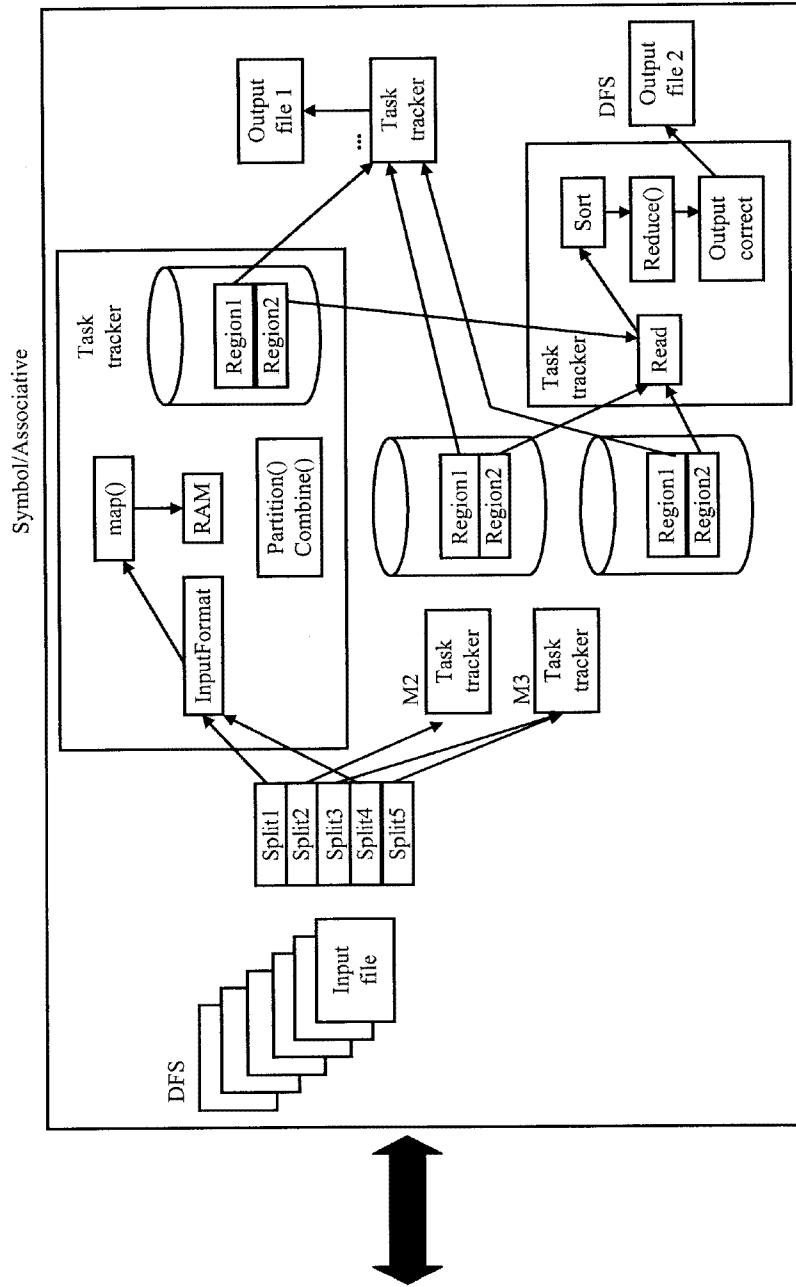 Symbol/Associative
DFS
Input
file
Split1
Split2
Split3
Split4
Split5
Task
tracker
InputFormat
map()
RAM
Partition()
Combine()
Region1
Region2
M2
Task
tracker
M3
Task
tracker
Region1
Region2
Region1
Region2
Output
file 1
...
Task
tracker
Task
tracker
Read
Sort
Reduce()
Output
correct
DFS
Output
file 2